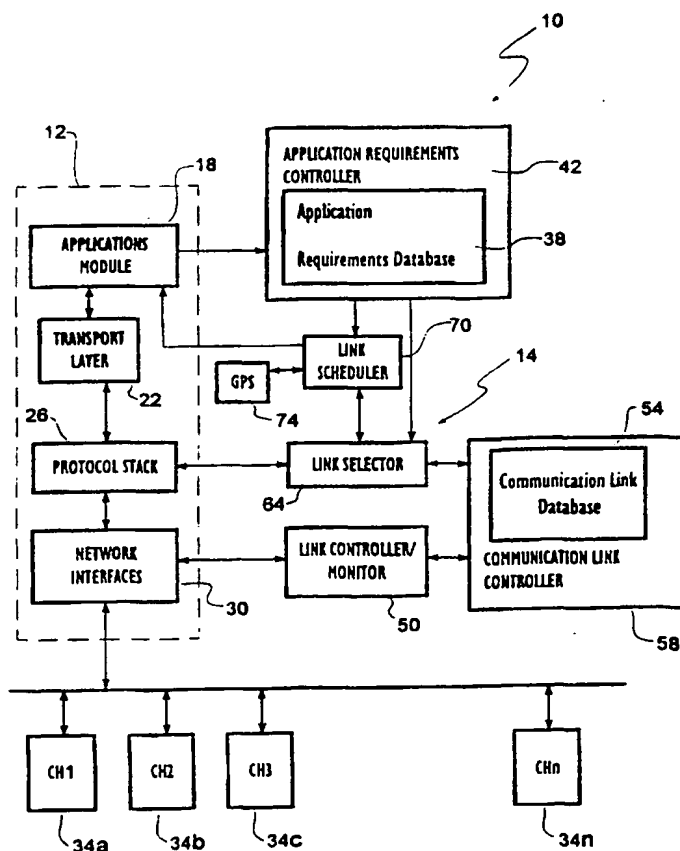 10
12
18
APPLICATION REQUIREMENTS
CONTROLLER
42
Application
Requirements Database
38
APPLICATIONS
MODULE
TRANSPORT
LAYER
22
LINK
SCHEDULER
70
GPS
74
14
26
PROTOCOL STACK
LINK SELECTOR
64
54
Communication Link
Database
COMMUNICATION LINK
CONTROLLER
58
NETWORK
INTERFACES
30
LINK CONTROLLER/
MONITOR
50
CH1
34a
CH2
34b
CH3
34c
CHn
34n